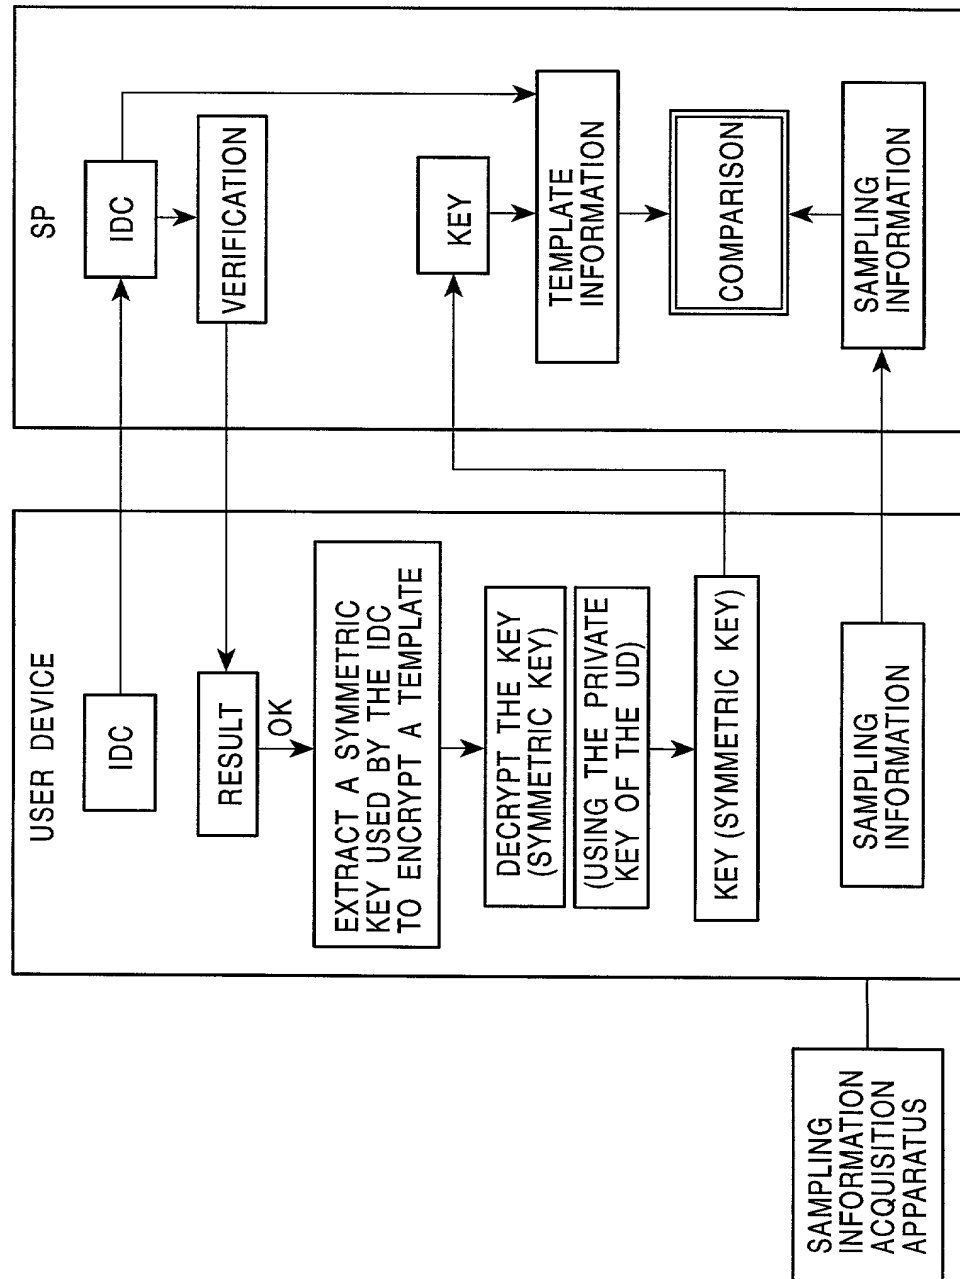 SAMPLING
INFORMATION
ACQUISITION
APPARATUS
USER DEVICE
IDC
RESULT
OK
EXTRACT A SYMMETRIC
KEY USED BY THE IDC
TO ENCRYPT A TEMPLATE
DECRYPT THE KEY
(SYMMETRIC KEY)
(USING THE PRIVATE
KEY OF THE UD)
KEY (SYMMETRIC KEY)
SAMPLING
INFORMATION
SP
IDC
VERIFICATION
KEY
TEMPLATE
INFORMATION
COMPARISON
SAMPLING
INFORMATION